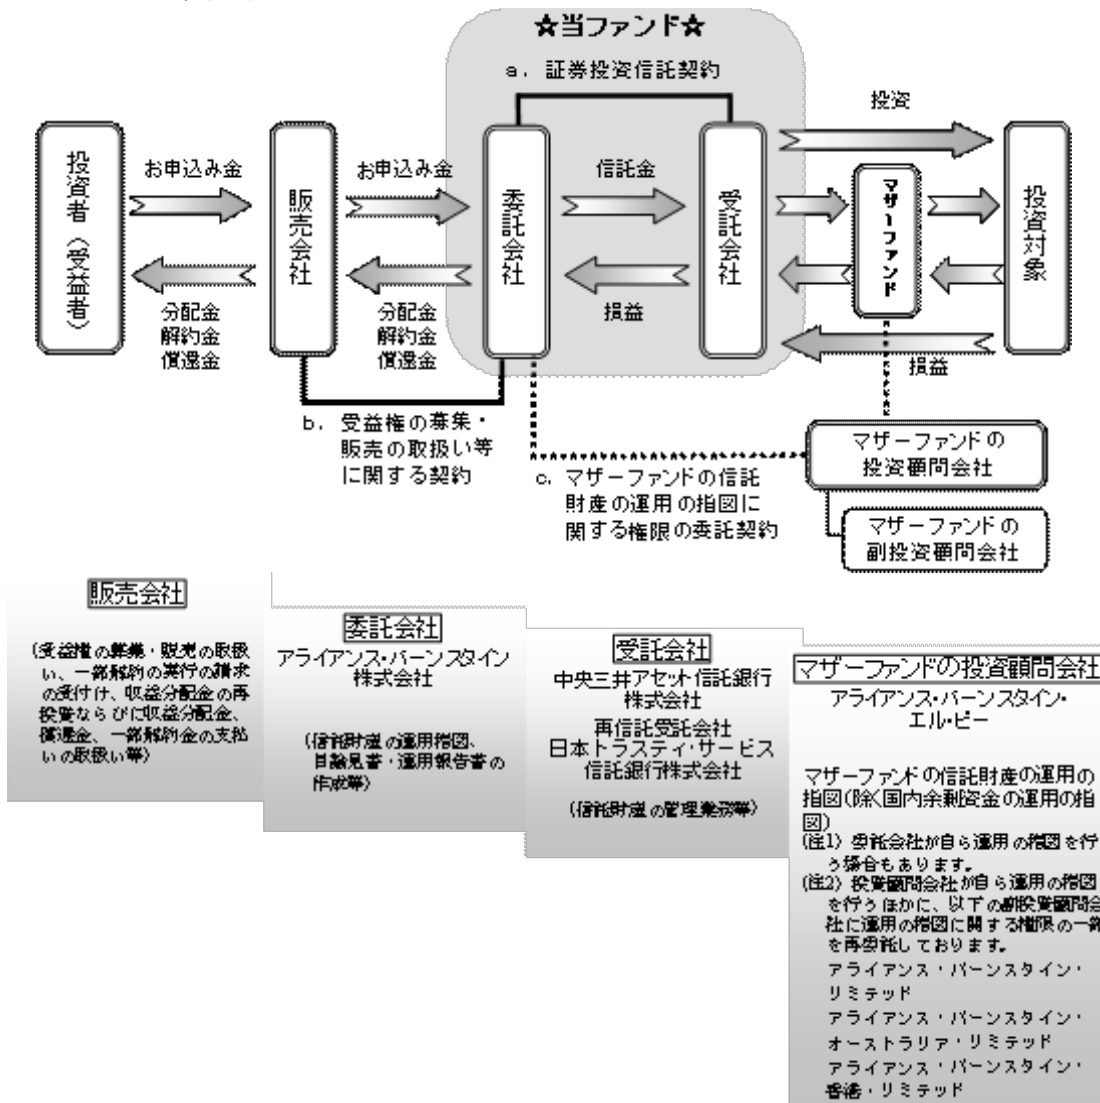 ☆当ファンド☆
a. 証券投資信託契約
投資
投資者（受益者）
お申込み金
販売会社
お申込み金
委託会社
信託金
受託会社
マザーファンド
投資対象
分配金
解約金
償還金
分配金
解約金
償還金
損益
損益
b. 受益権の募集・
販売の取扱い等
に関する契約
c. マザーファンドの信託
財産の運用の指図に
関する権限の委託契約
マザーファンドの
投資顧問会社
マザーファンドの
副投資顧問会社
販売会社
(受益権の募集・販売の取扱
い、一部解約の実行の請求
の受付け、収益分配金の再
投資ならびに収益分配金、
償還金、一部解約金の支払
いの取扱い等)
委託会社
アライアンス・バーンスタイン
株式会社
(信託財産の運用指図、
目論見書・運用報告書の
作成等)
受託会社
中央三井アセット信託銀行
株式会社
再信託受託会社
日本トラスティ・サービス
信託銀行株式会社
(信託財産の管理業務等)
マザーファンドの投資顧問会社
アライアンス・バーンスタイン・
エル・ピー
マザーファンドの信託財産の運用の
指図(除く国内余剰資金の運用の指
図)
(注1) 委託会社が自ら運用の指図を行
う場合もあります。
(注2) 投資顧問会社が自ら運用の指図
を行うほかに、以下の副投資顧問会
社に運用の指図に関する権限の一部
を再委託しております。
アライアンス・バーンスタイン・
リミテッド
アライアンス・バーンスタイン・
オーストラリア・リミテッド
アライアンス・バーンスタイン・
香港・リミテッド